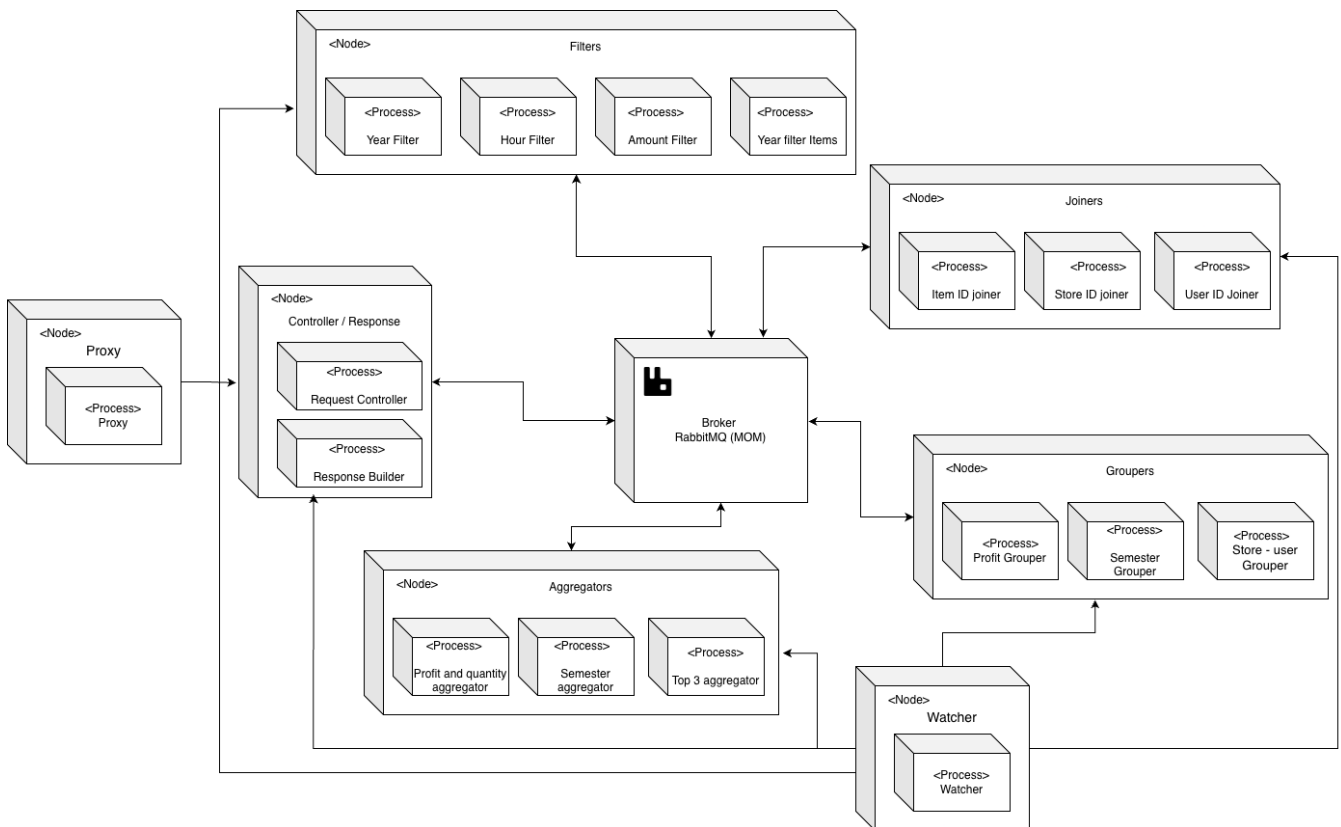 <Node>
Filters
<Process>
Year Filter
<Process>
Hour Filter
<Process>
Amount Filter
<Process>
Year filter Items
<Node>
Joiners
<Process>
Item ID joiner
<Process>
Store ID joiner
<Process>
User ID Joiner
<Node>
Proxy
<Process>
Proxy
<Node>
Controller / Response
<Process>
Request Controller
<Process>
Response Builder
Broker
RabbitMQ (MOM)
<Node>
Groupers
<Process>
Profit Grouper
<Process>
Semester
Grouper
<Process>
Store - user
Grouper
<Node>
Aggregators
<Process>
Profit and quantity
aggregator
<Process>
Semester
aggregator
<Process>
Top 3 aggregator
<Node>
Watcher
<Process>
Watcher